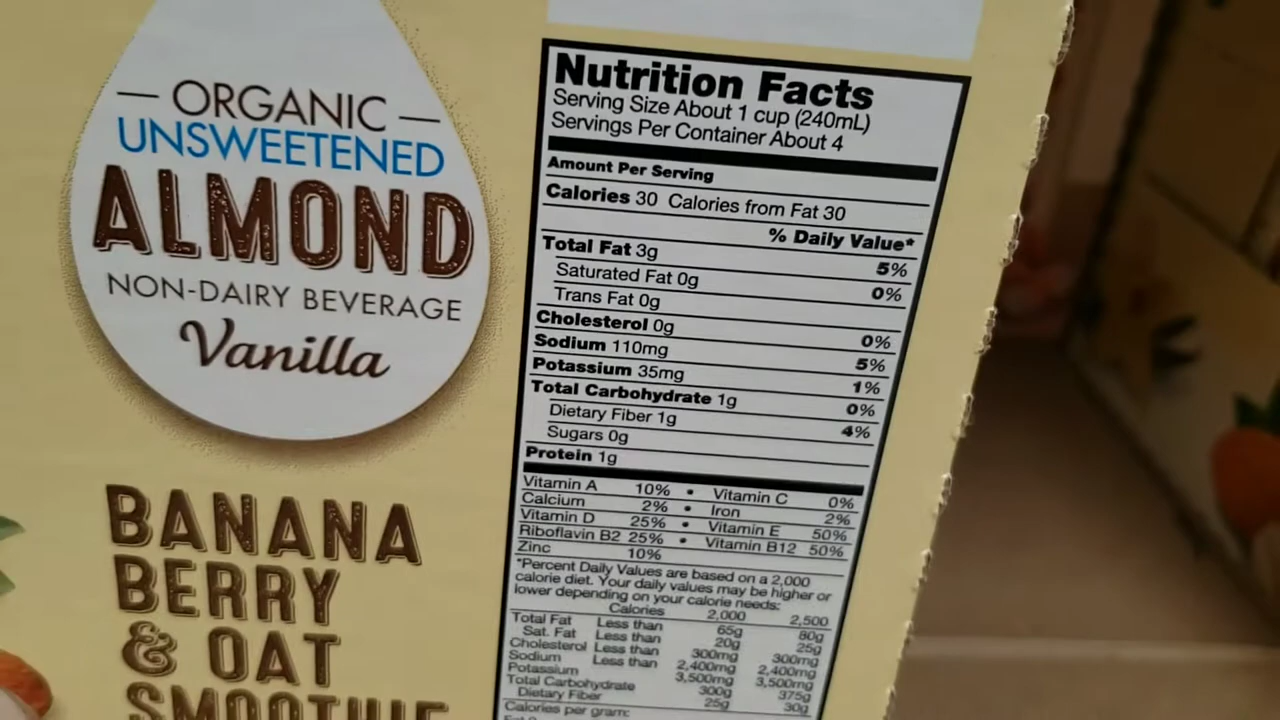 — ORGANIC —
UNSWEETENED
ALMOND
NON-DAIRY BEVERAGE
Vanilla
BANANA
BERRY
& OAT
SMOOTHIE
Nutrition Facts
Serving Size About 1 cup (240mL)
Servings Per Container About 4
Amount Per Serving
Calories 30 Calories from Fat 30
% Daily Value*
Total Fat 3g 5%
Saturated Fat 0g 0%
Trans Fat 0g
Cholesterol 0g 0%
Sodium 110mg 5%
Potassium 35mg 1%
Total Carbohydrate 1g 0%
Dietary Fiber 1g 4%
Sugars 0g
Protein 1g
Vitamin A 10% • Vitamin C 0%
Calcium 2% • Iron 2%
Vitamin D 25% • Vitamin E 50%
Riboflavin B2 25% • Vitamin B12 50%
Zinc 10%
*Percent Daily Values are based on a 2,000
calorie diet. Your daily values may be higher or
lower depending on your calorie needs:
Calories 2,000 2,500
Total Fat Less than 65g 80g
Sat. Fat Less than 20g 25g
Cholesterol Less than 300mg 300mg
Sodium Less than 2,400mg 2,400mg
Potassium 3,500mg 3,500mg
Total Carbohydrate 300g 375g
Dietary Fiber 25g 30g
Calories per gram: